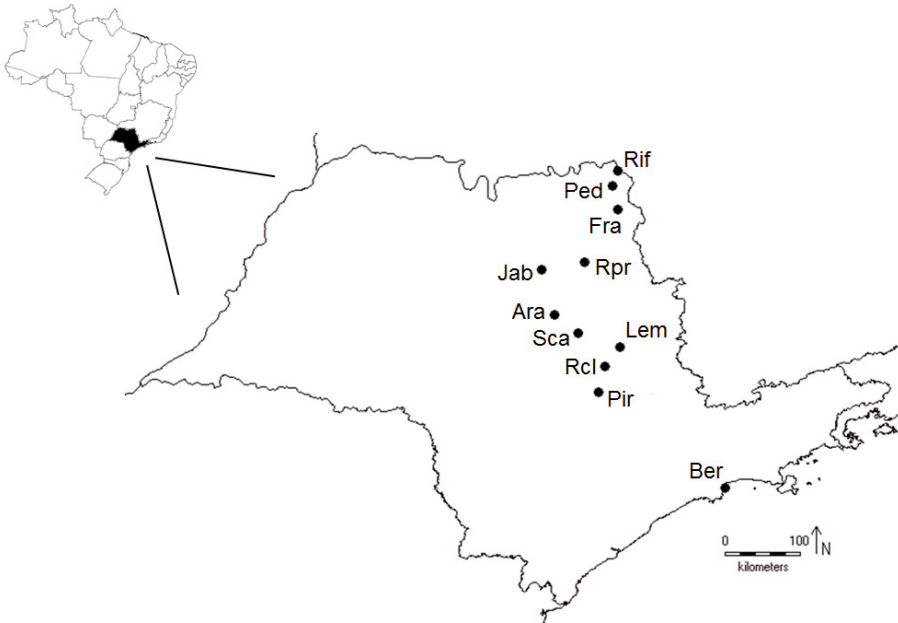 Rif
Ped
Fra
Rpr
Jab
Ara
Sca
Lem
Rcl
Pir
Ber
0 100
N
kilometers